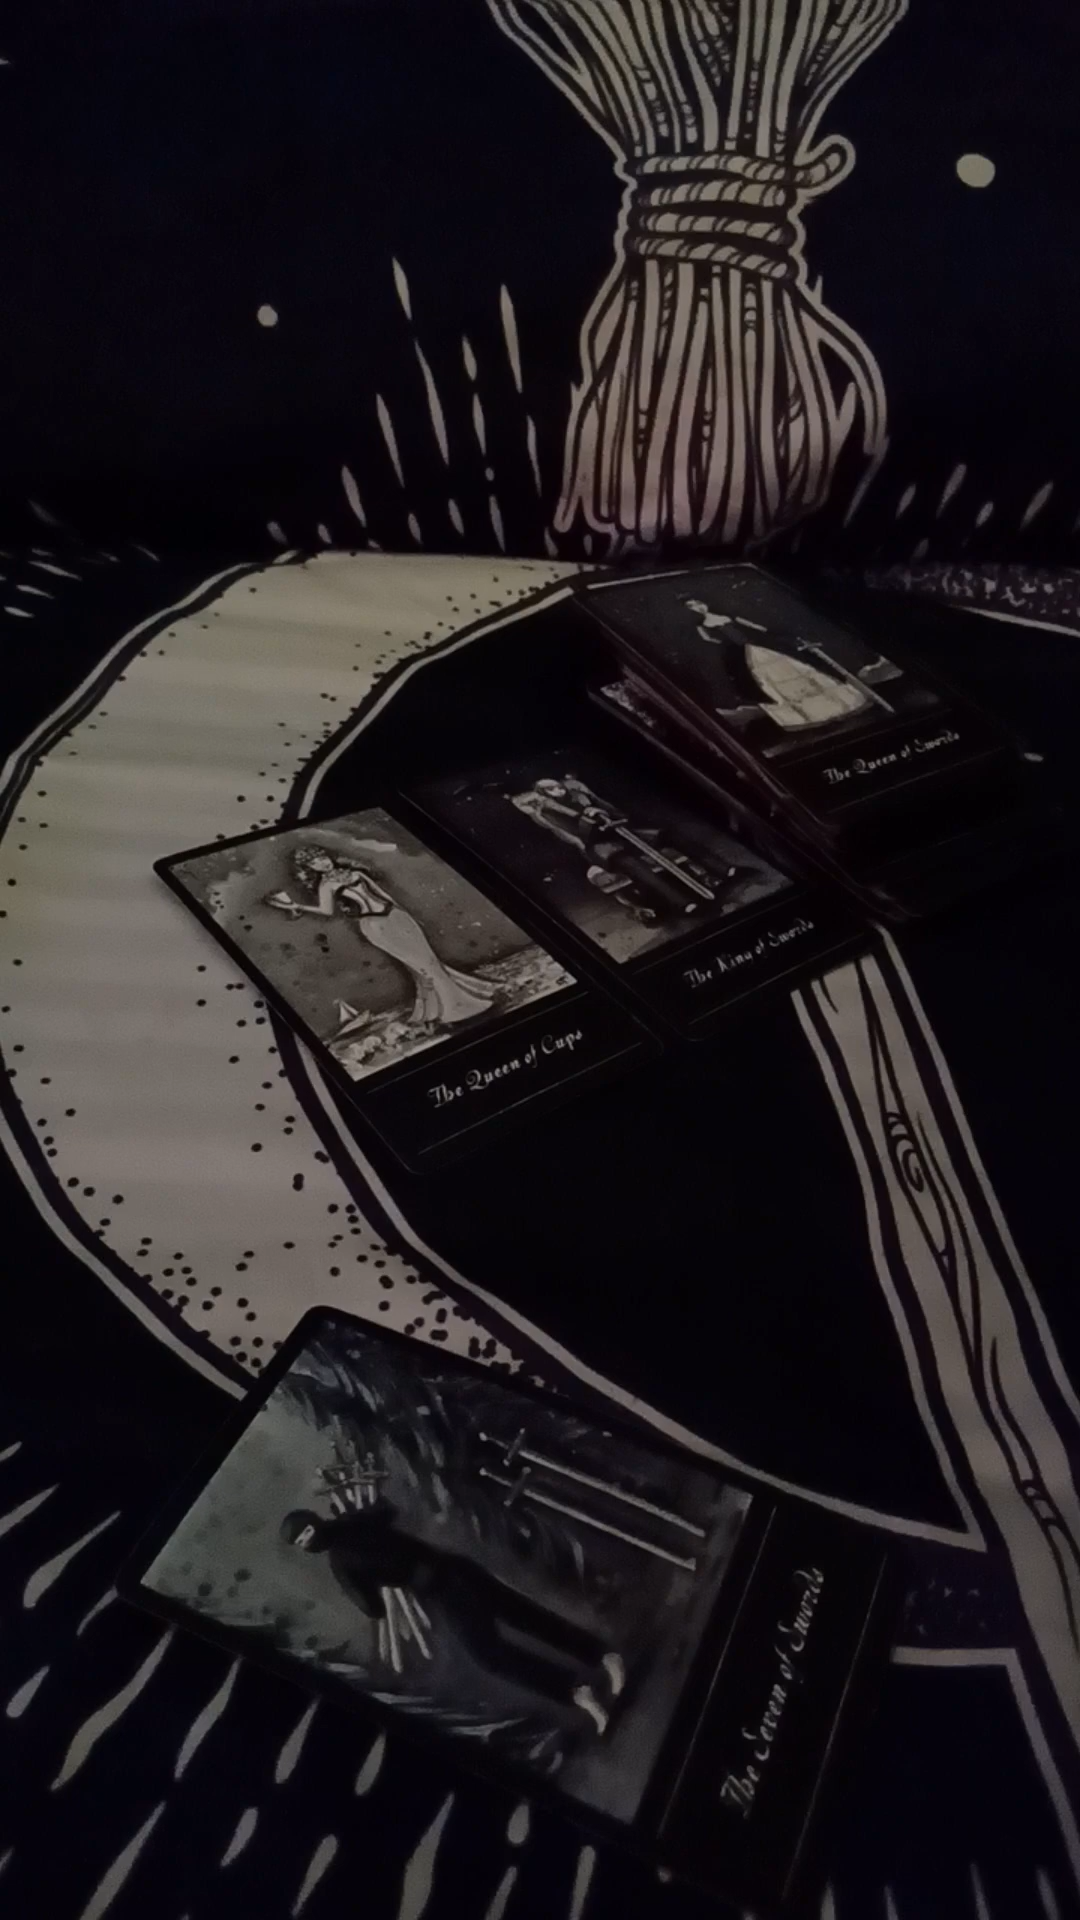 The Queen of Swords
The King of Swords
The Queen of Cups
The Seven of Swords